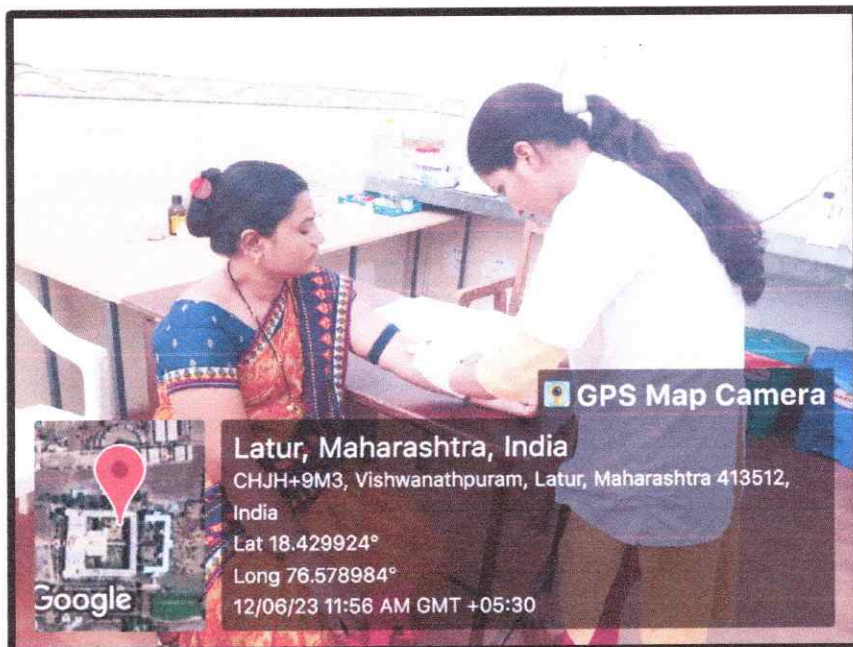 GPS Map Camera
Latur, Maharashtra, India
CHJH+9M3, Vishwanathpuram, Latur, Maharashtra 413512,
India
Lat 18.429924°
Long 76.578984°
12/06/23 11:56 AM GMT +05:30
Google